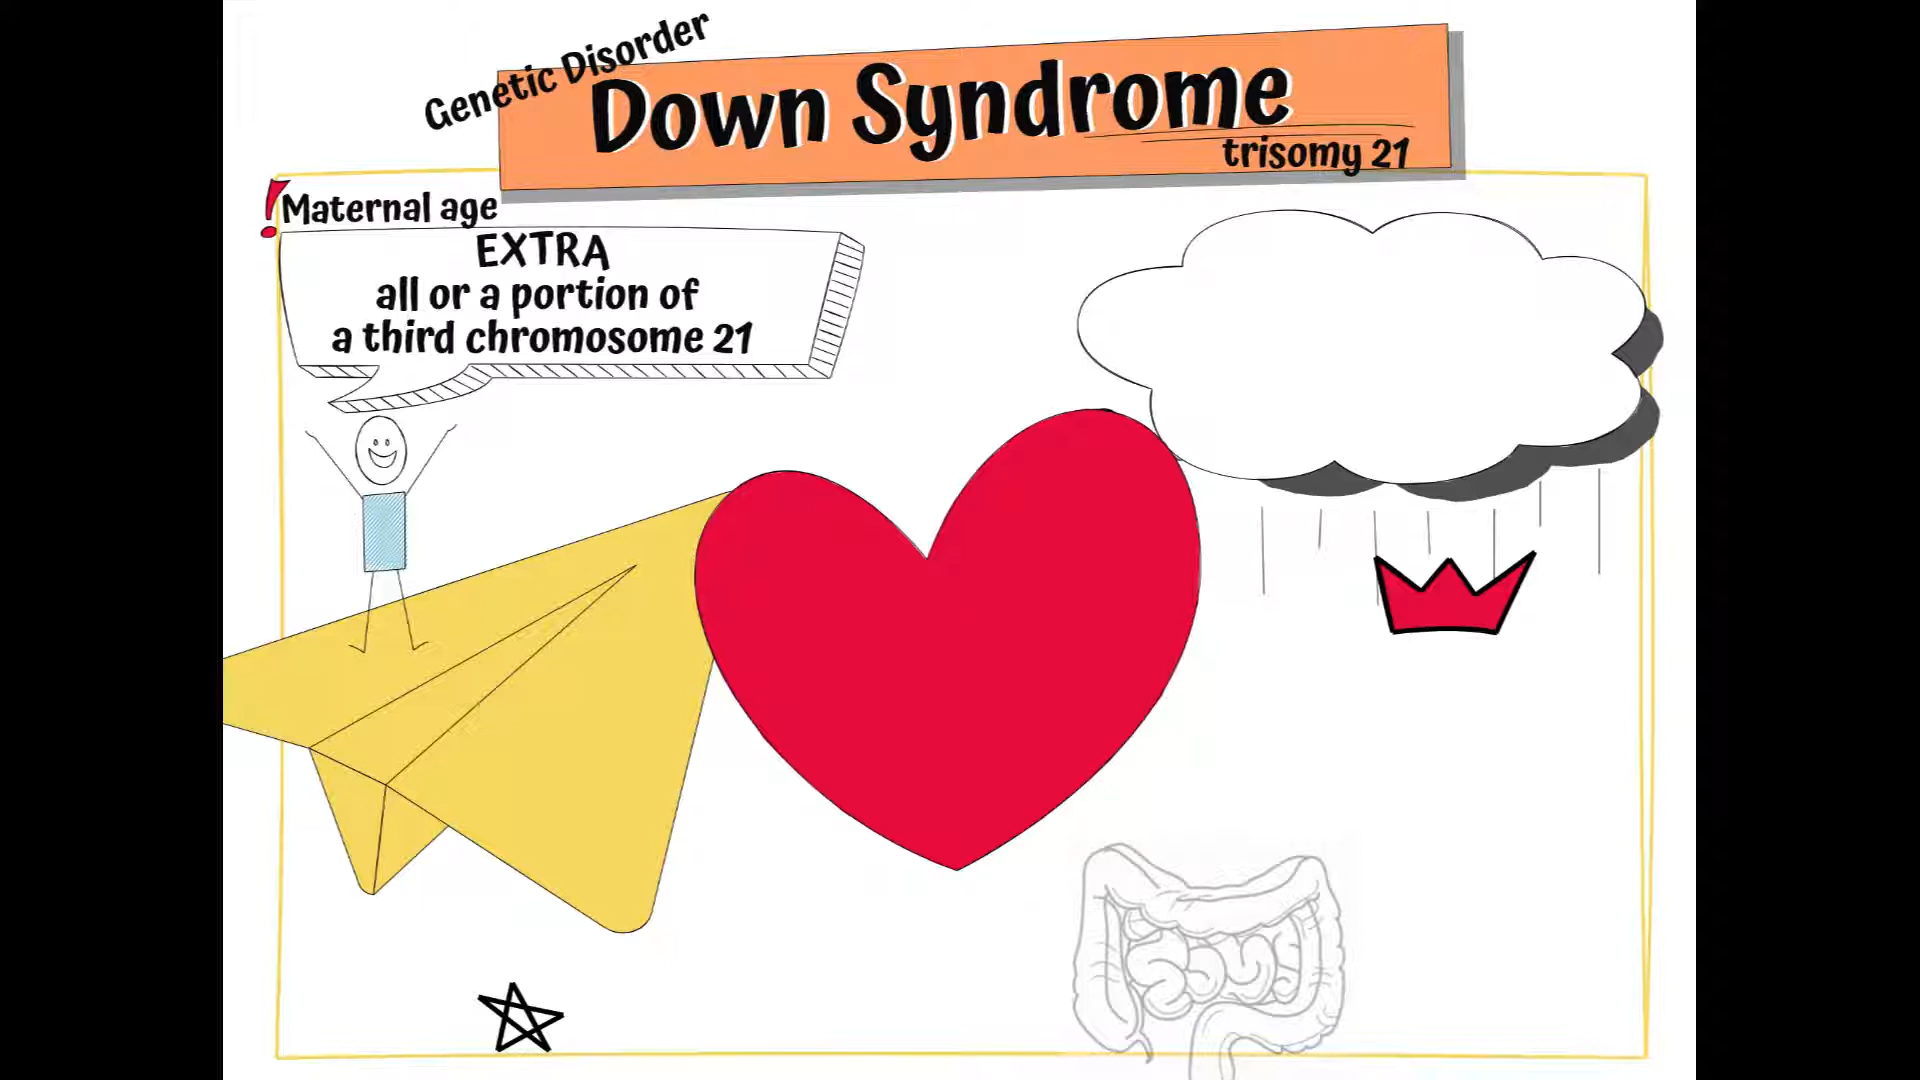 Genetic Disorder
Down Syndrome
trisomy 21
Maternal age
EXTRA
all or a portion of
a third chromosome 21